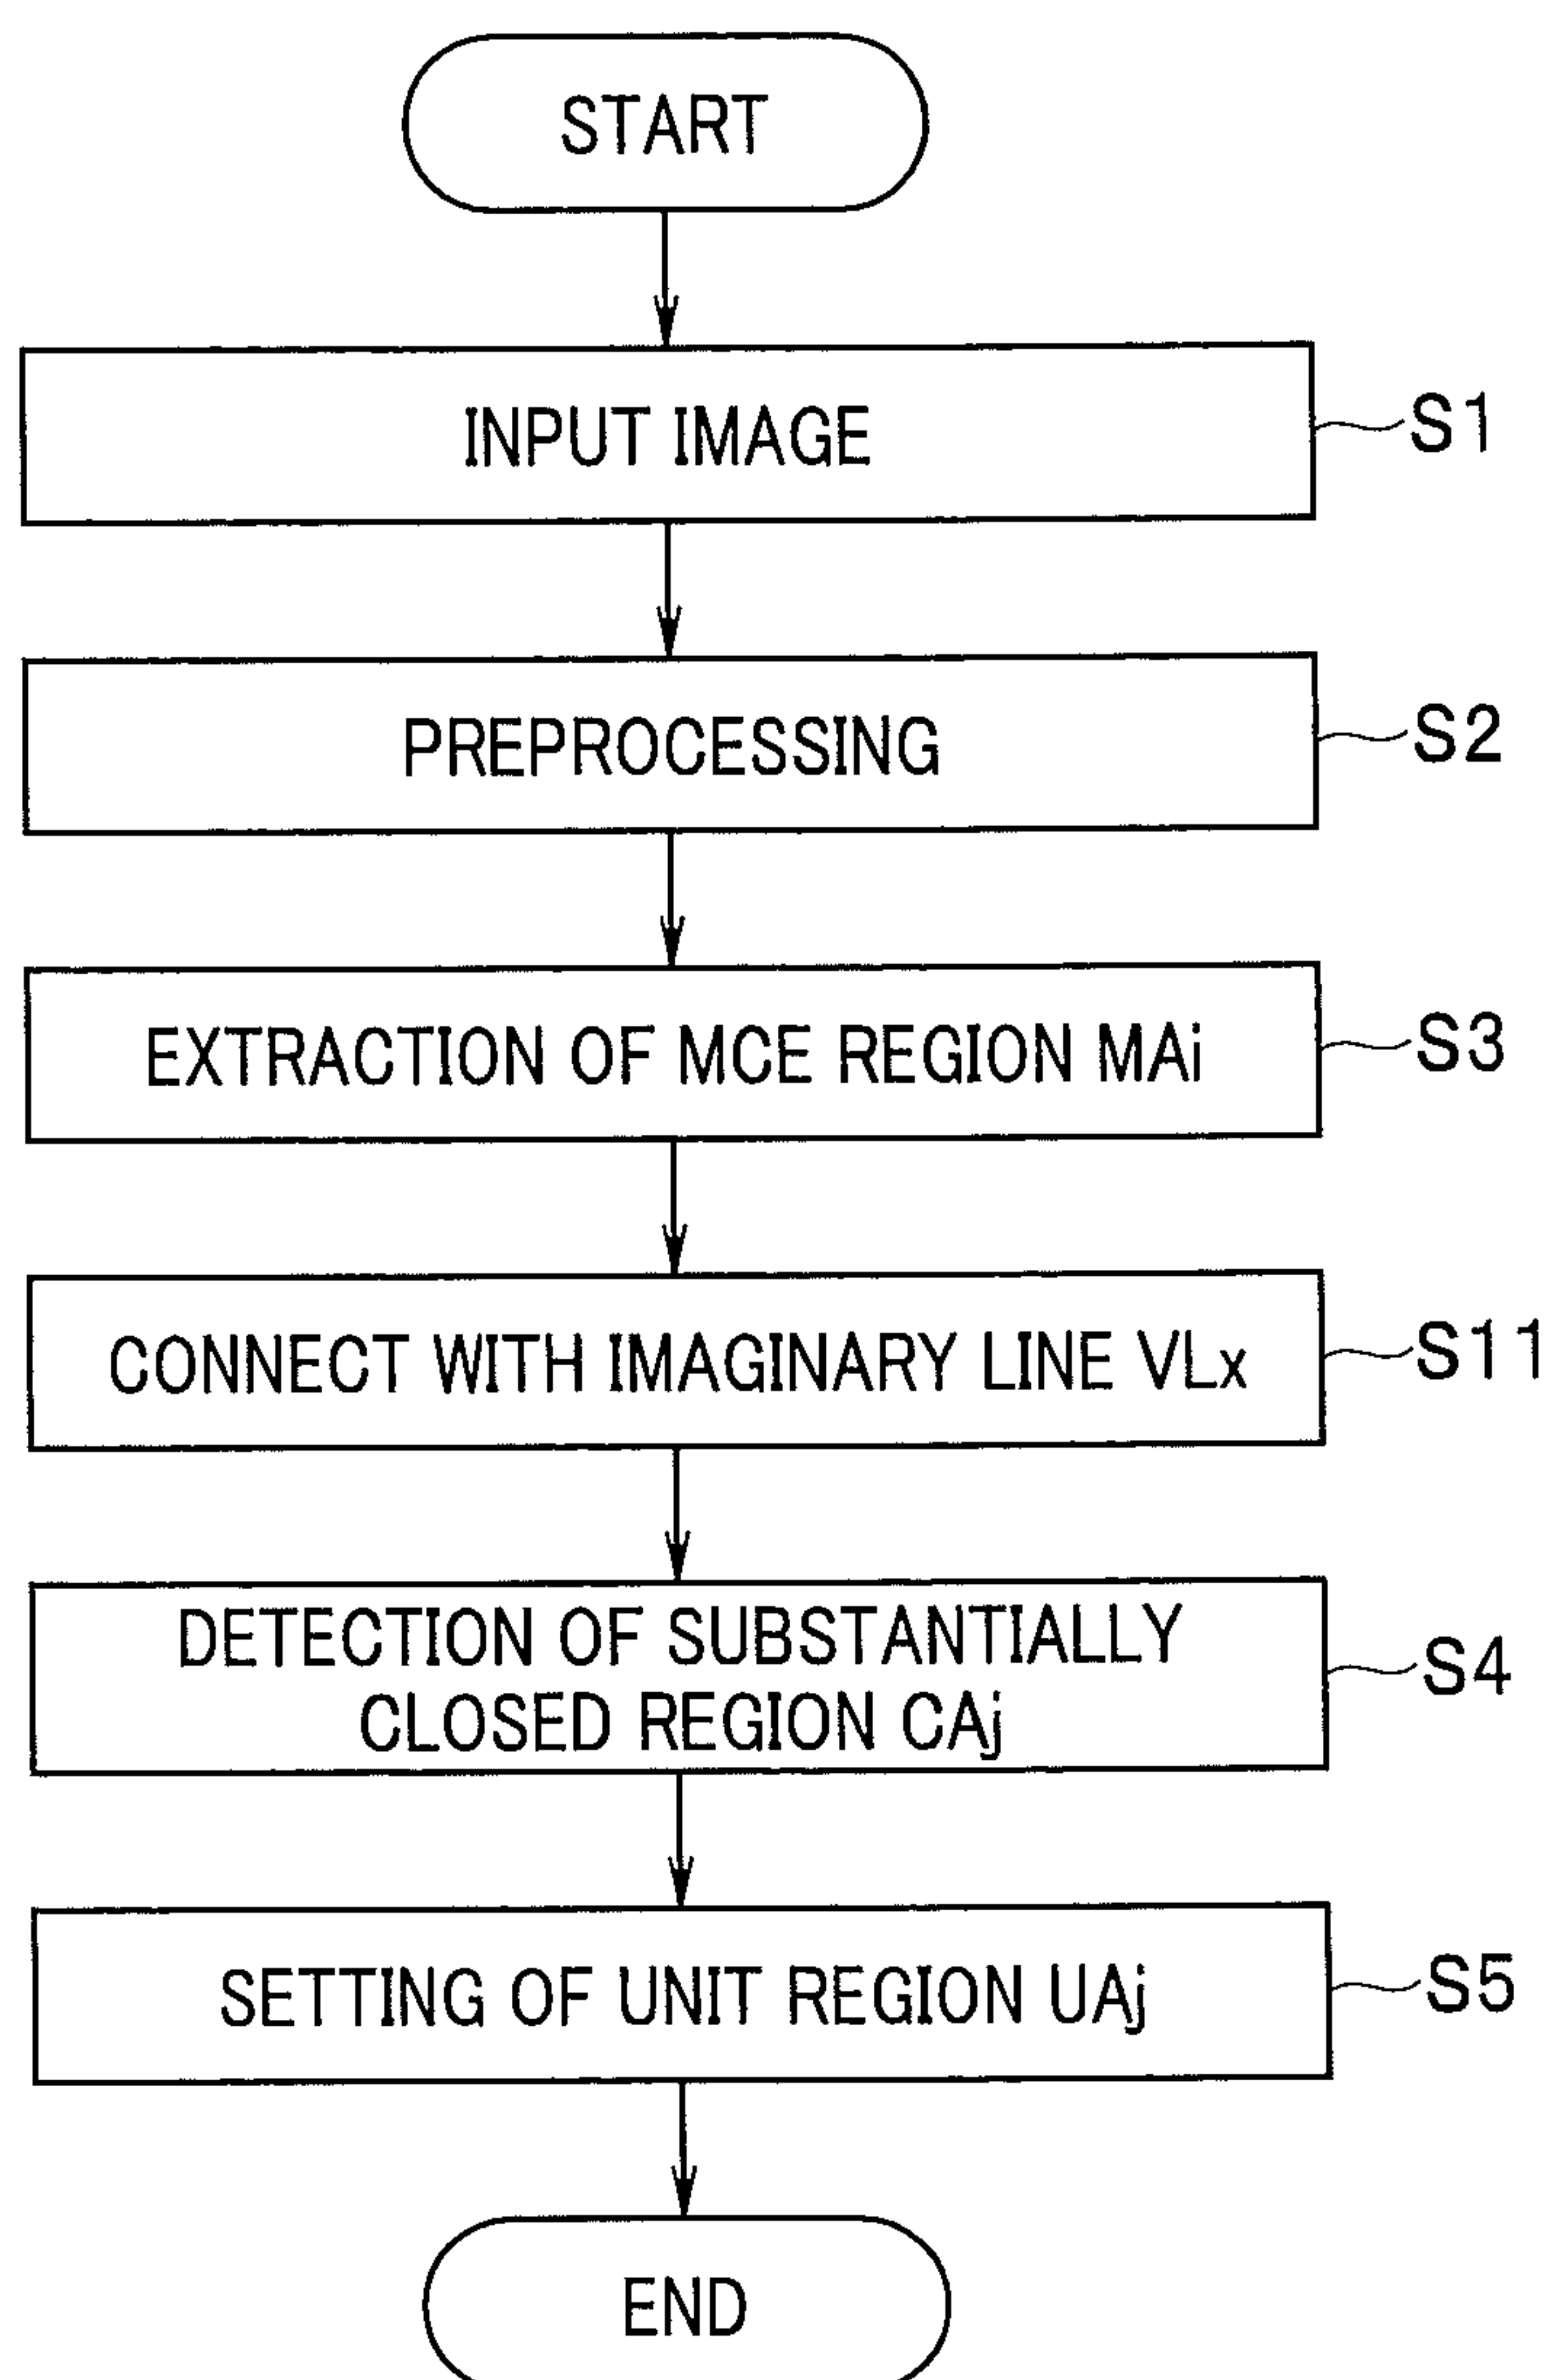 START
INPUT IMAGE
S1
PREPROCESSING
S2
EXTRACTION OF MCE REGION MAi
S3
CONNECT WITH IMAGINARY LINE VLx
S11
DETECTION OF SUBSTANTIALLY
CLOSED REGION CAj
S4
SETTING OF UNIT REGION UAj
S5
END